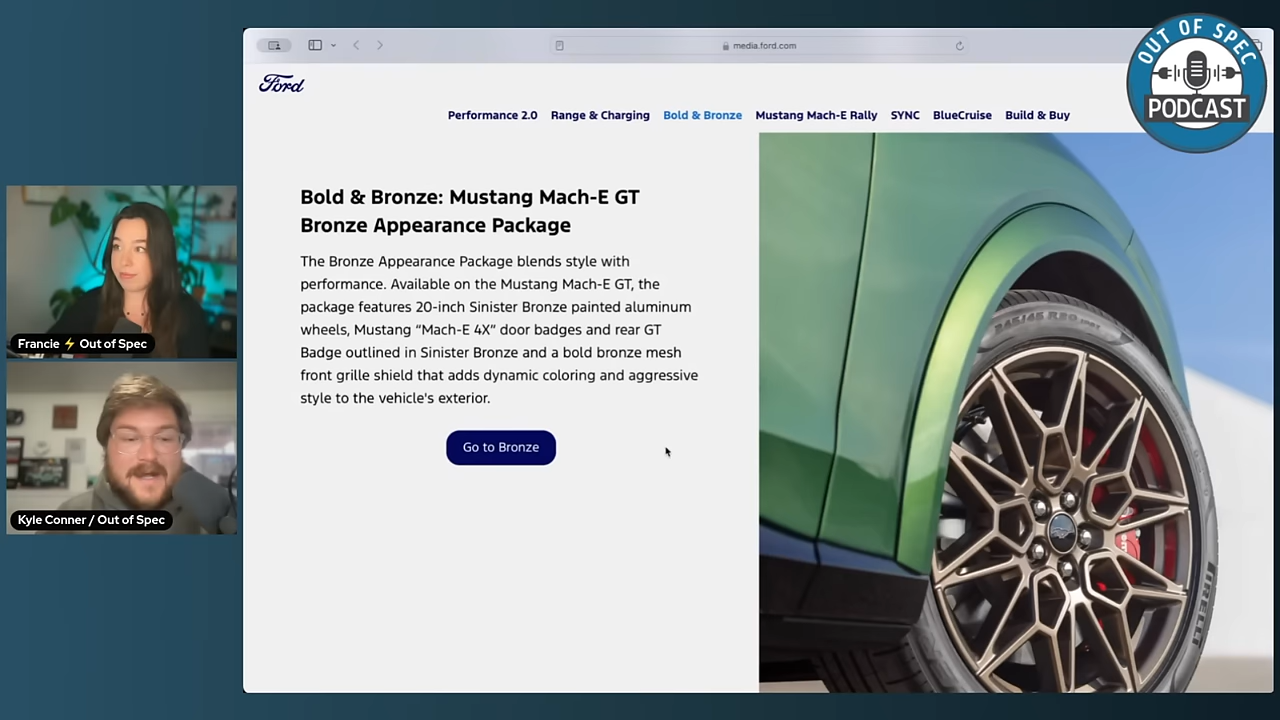 media.ford.com
OUT OF SPEC
PODCAST
Ford
Performance 2.0 Range & Charging Bold & Bronze Mustang Mach-E Rally SYNC BlueCruise Build & Buy
Bold & Bronze: Mustang Mach-E GT
Bronze Appearance Package
The Bronze Appearance Package blends style with
performance. Available on the Mustang Mach-E GT, the
package features 20-inch Sinister Bronze painted aluminum
wheels, Mustang “Mach-E 4X” door badges and rear GT
Badge outlined in Sinister Bronze and a bold bronze mesh
front grille shield that adds dynamic coloring and aggressive
style to the vehicle's exterior.
Go to Bronze
Francie ⚡ Out of Spec
Kyle Conner / Out of Spec
PIRELLI